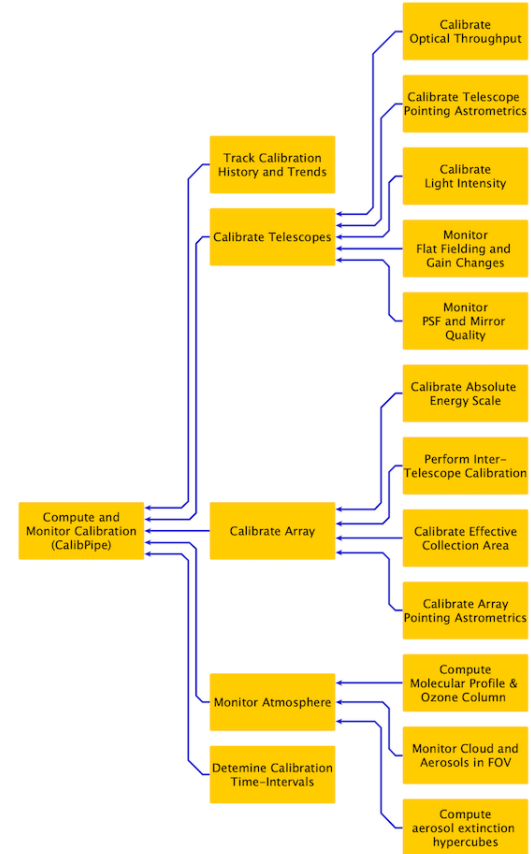 Calibrate
Optical Throughput
Calibrate Telescope
Pointing Astrometrics
Track Calibration
History and Trends
Calibrate
Light Intensity
Calibrate Telescopes
Monitor
Flat Fielding and
Gain Changes
Monitor
PSF and Mirror
Quality
Calibrate Absolute
Energy Scale
Perform Inter-
Telescope Calibration
Compute and
Monitor Calibration
(CalibPipe)
Calibrate Array
Calibrate Effective
Collection Area
Calibrate Array
Pointing Astrometrics
Compute
Molecular Profile &
Ozone Column
Monitor Atmosphere
Monitor Cloud and
Aerosols in FOV
Detemine Calibration
Time-Intervals
Compute
aerosol extinction
hypercubes